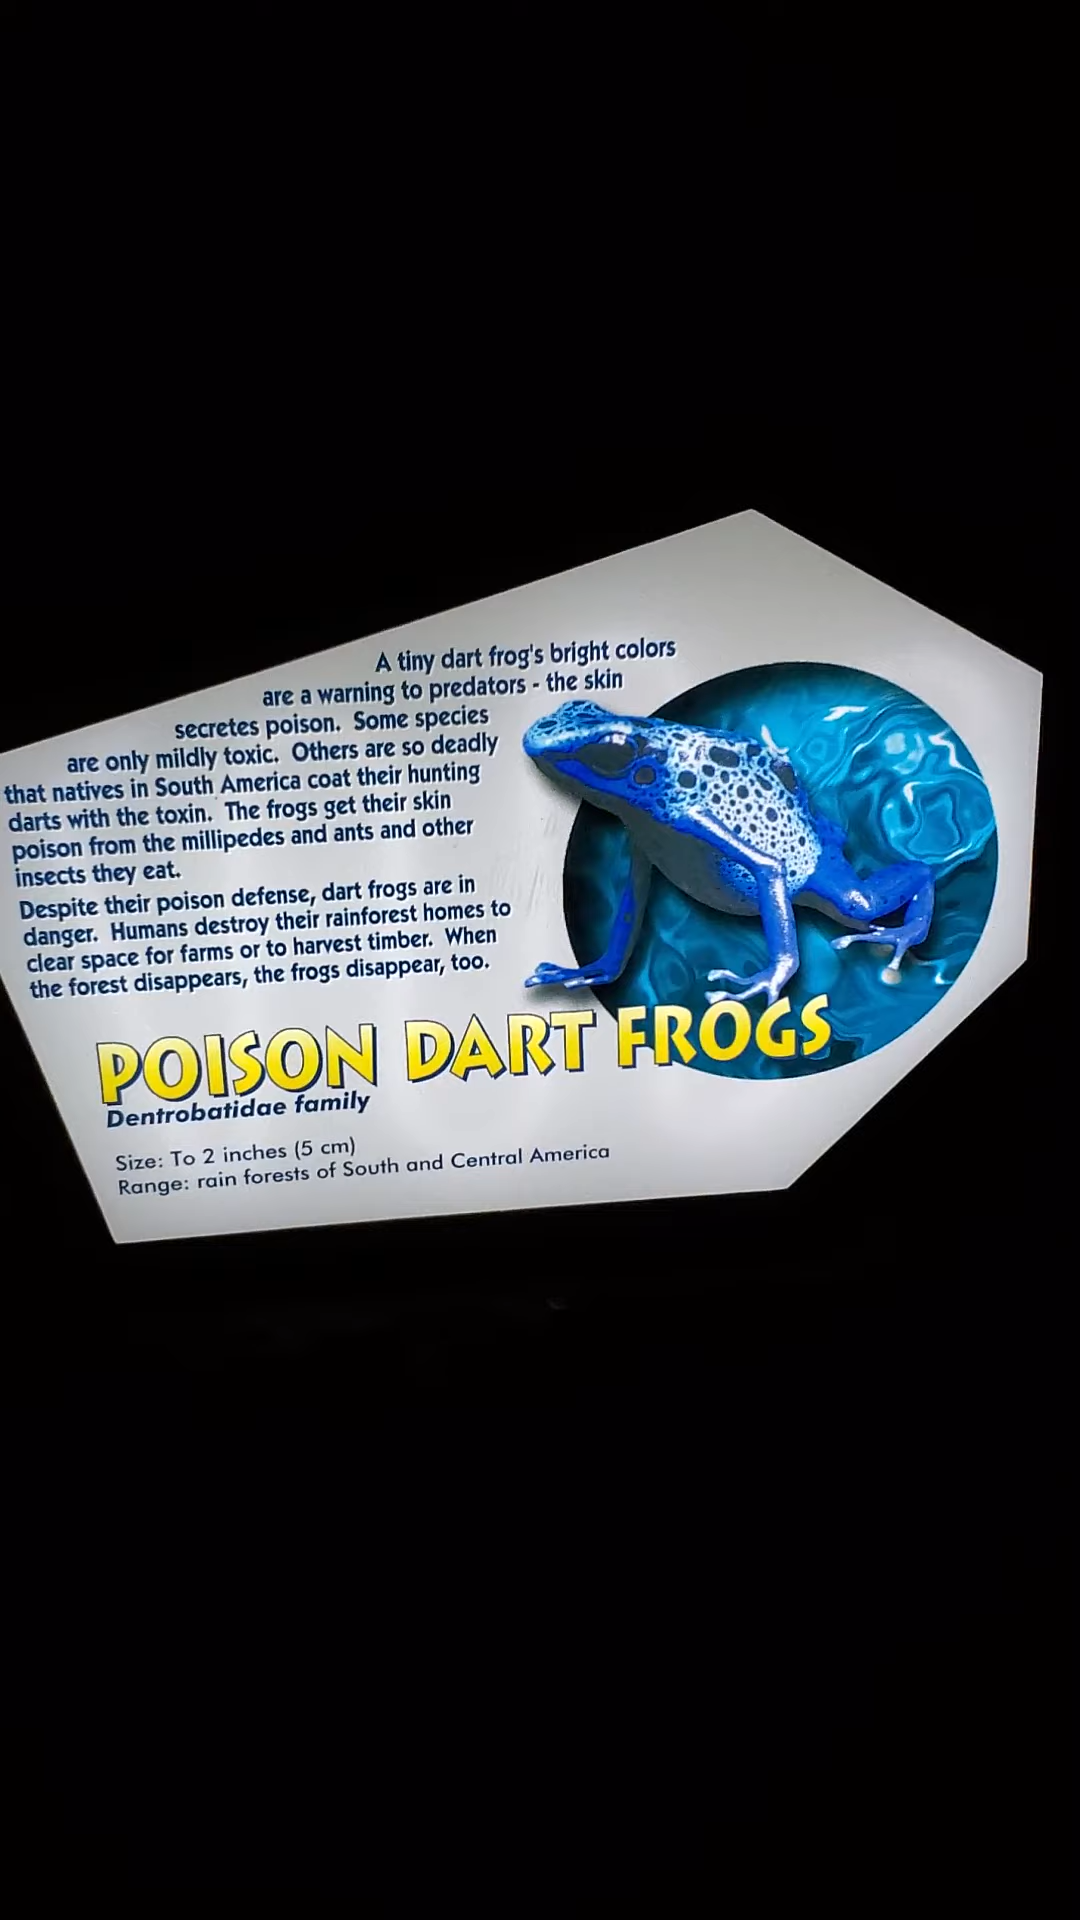 A tiny dart frog's bright colors
are a warning to predators - the skin
secretes poison. Some species
are only mildly toxic. Others are so deadly
that natives in South America coat their hunting
darts with the toxin. The frogs get their skin
poison from the millipedes and ants and other
insects they eat.
Despite their poison defense, dart frogs are in
danger. Humans destroy their rainforest homes to
clear space for farms or to harvest timber. When
the forest disappears, the frogs disappear, too.
POISON DART FROGS
Dentrobatidae family
Size: To 2 inches (5 cm)
Range: rain forests of South and Central America